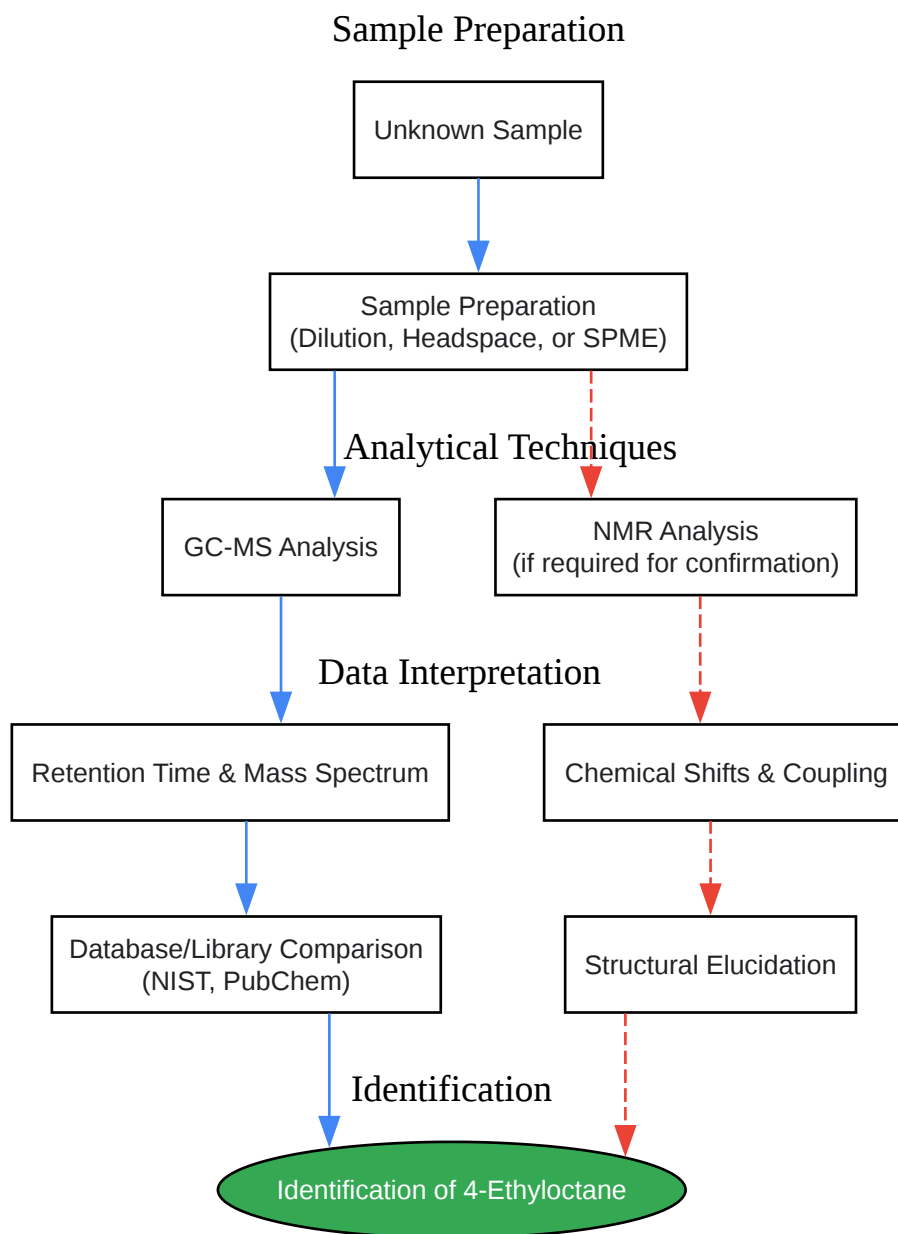 Sample Preparation
Unknown Sample
Sample Preparation
(Dilution, Headspace, or SPME)
Analytical Techniques
GC-MS Analysis
NMR Analysis
(if required for confirmation)
Data Interpretation
Retention Time & Mass Spectrum
Chemical Shifts & Coupling
Database/Library Comparison
(NIST, PubChem)
Structural Elucidation
Identification
Identification of 4-Ethyloctane